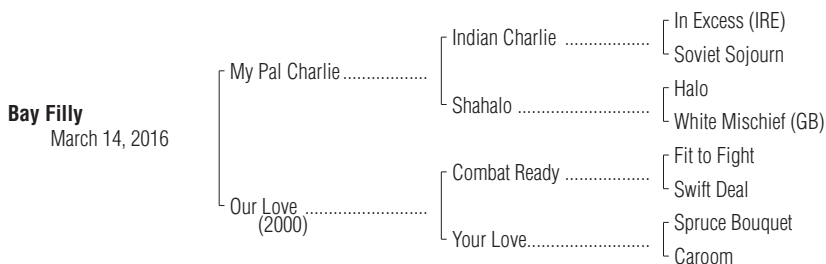 In Excess (IRE)
Indian Charlie ..................
Soviet Sojourn
My Pal Charlie..................
Halo
Shahalo ............................
White Mischief (GB)
Bay Filly
March 14, 2016
Fit to Fight
Combat Ready ..................
Swift Deal
Our Love ..........................
(2000)
Spruce Bouquet
Your Love..........................
Caroom